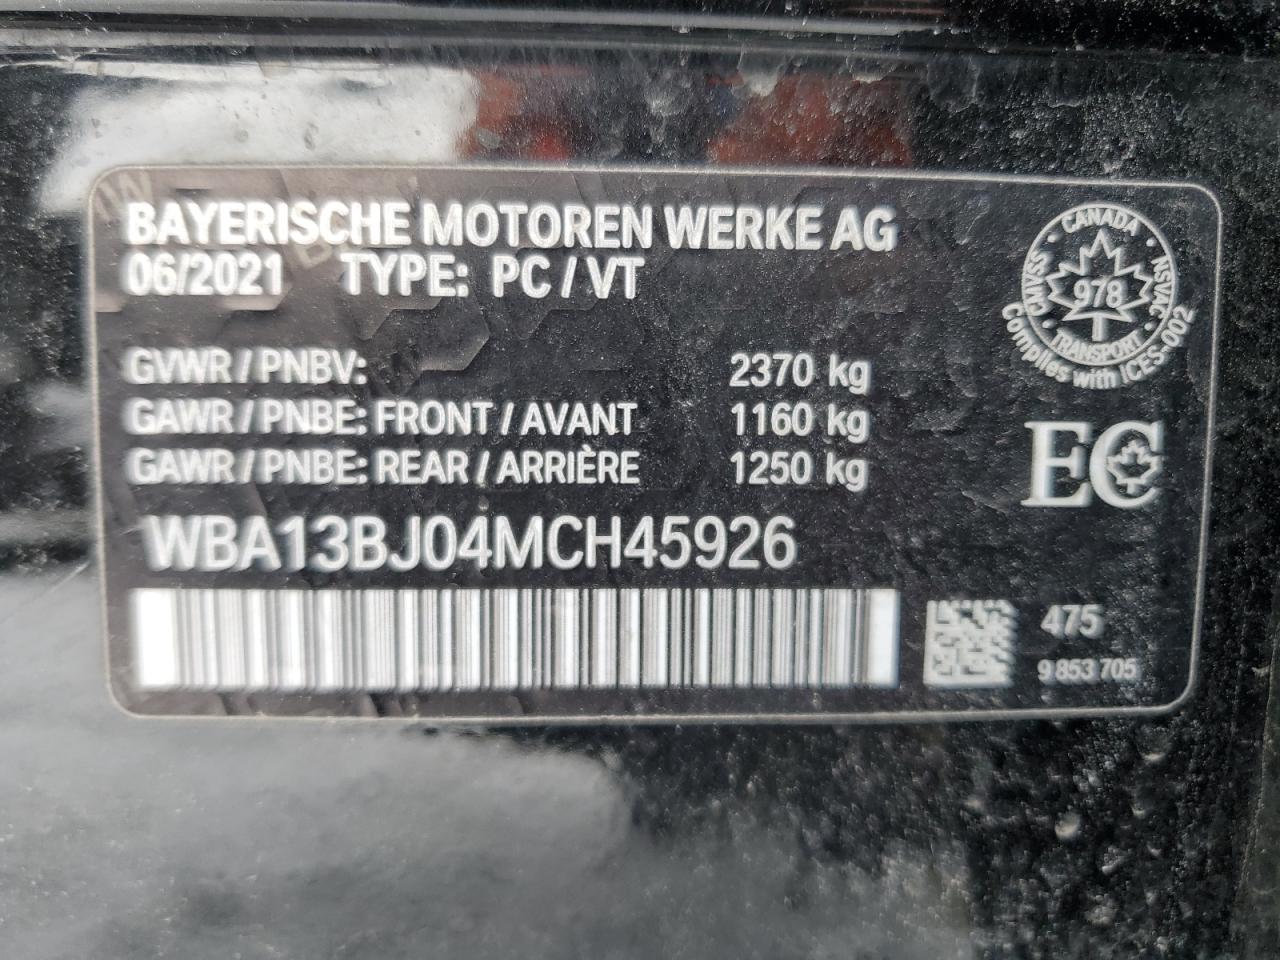 BAYERISCHE MOTOREN WERKE AG
06/2021 TYPE: PC / VT
GVWR / PNBV: 2370 kg
GAWR / PNBE: FRONT / AVANT 1160 kg
GAWR / PNBE: REAR / ARRIÈRE 1250 kg
WBA13BJ04MCH45926
CANADA
CMVSS · NSVAC
978
TRANSPORT
Complies with ICES-002
EC
475
9 853 705